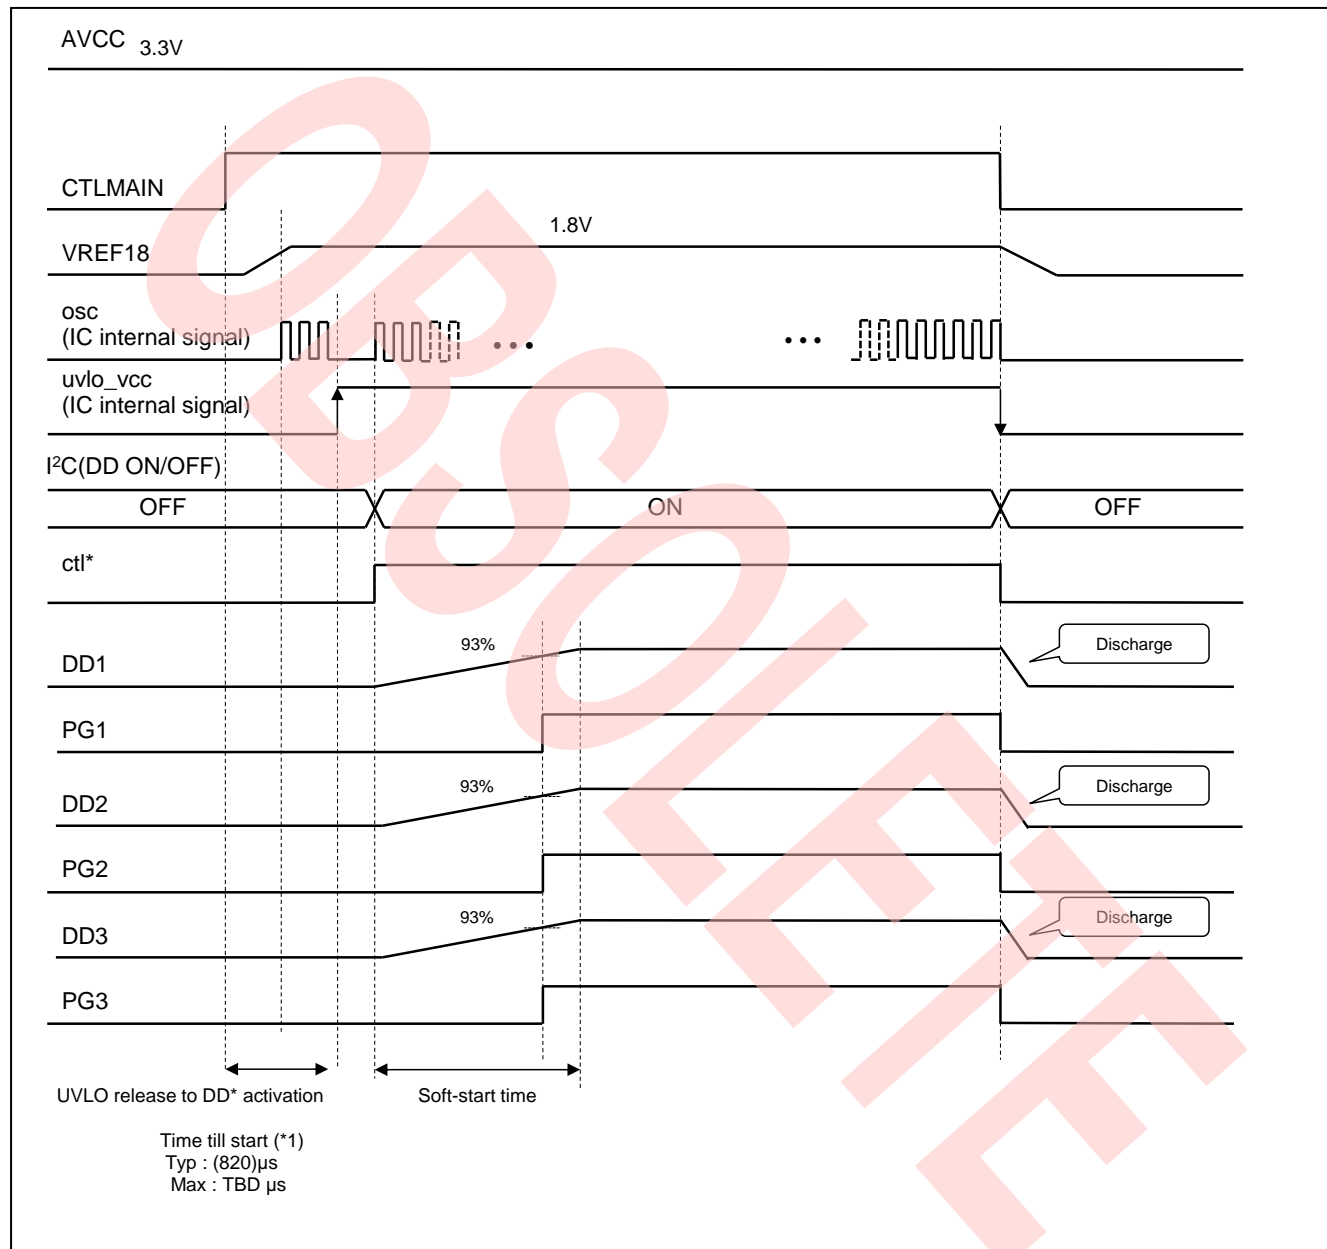 AVCC 3.3V
CTLMAIN
1.8V
VREF18
osc
(IC internal signal)
uvlo_vcc
(IC internal signal)
I²C(DD ON/OFF)
OFF ON OFF
ctl*
93%
Discharge
DD1
PG1
93%
Discharge
DD2
PG2
93%
Discharge
DD3
PG3
UVLO release to DD* activation
Soft-start time
Time till start (*1)
Typ : (820)µs
Max : TBD µs
OBSOLETE